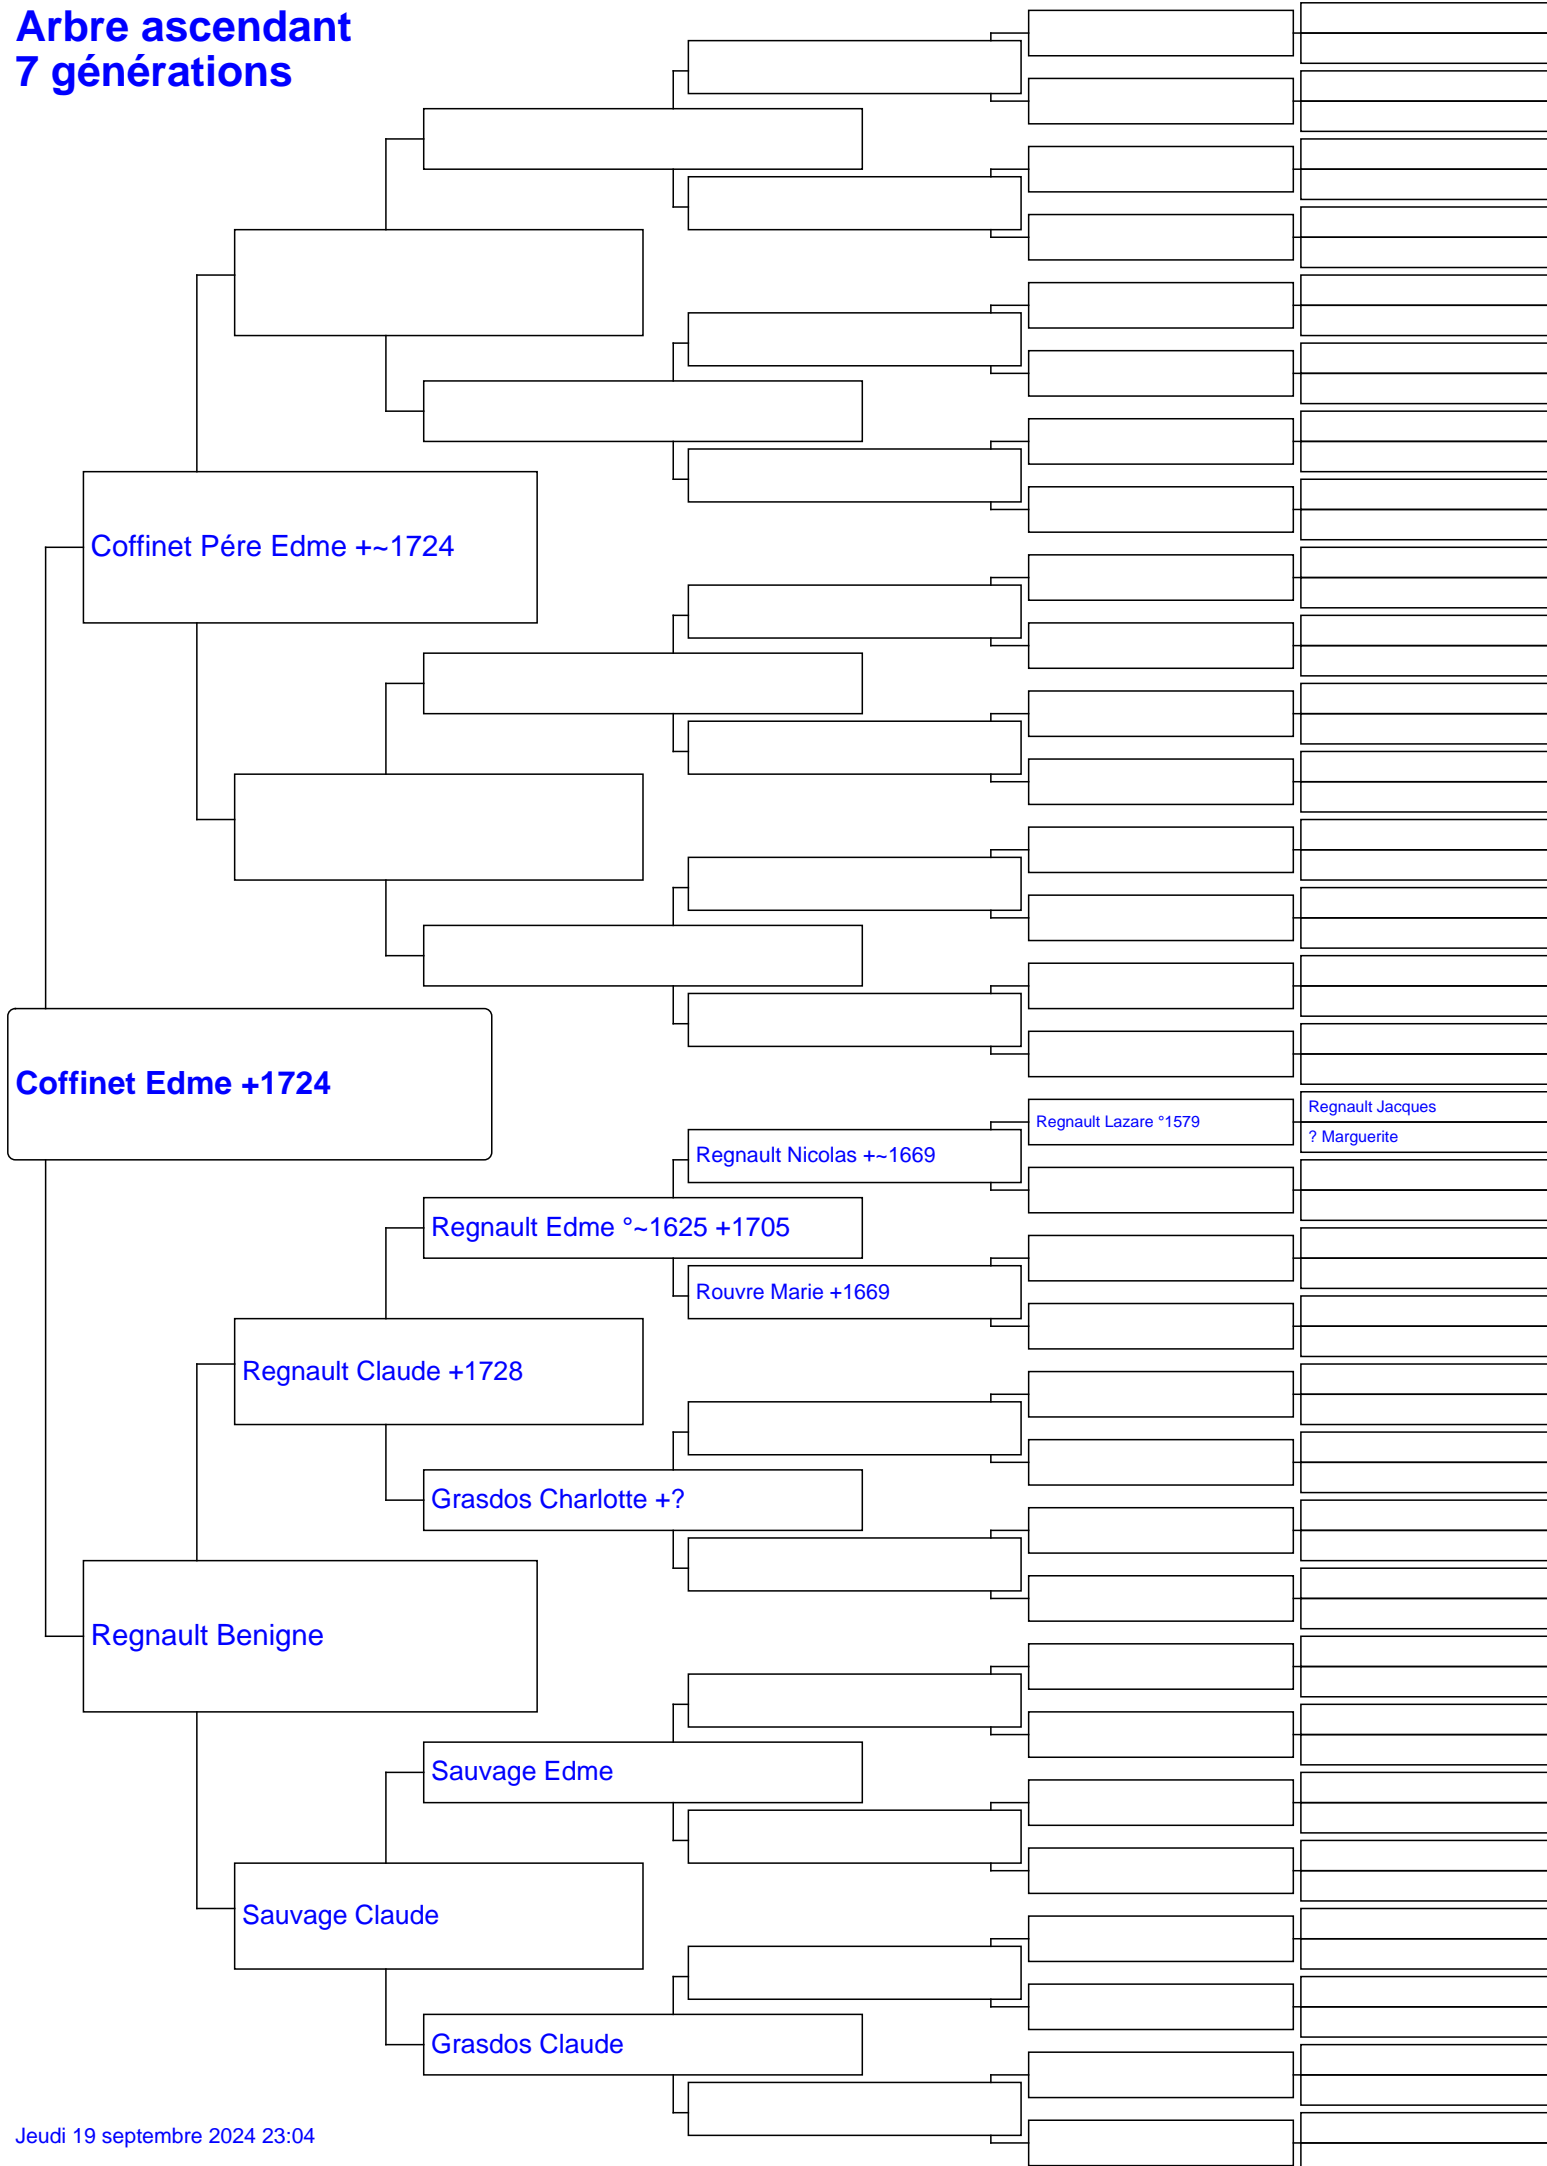 Arbre ascendant
7 générations
Coffinet Pére Edme +~1724
Coffinet Edme +1724
Regnault Lazare °1579
Regnault Jacques
? Marguerite
Regnault Nicolas +~1669
Regnault Edme °~1625 +1705
Rouvre Marie +1669
Regnault Claude +1728
Grasdos Charlotte +?
Regnault Benigne
Sauvage Edme
Sauvage Claude
Grasdos Claude
Jeudi 19 septembre 2024 23:04